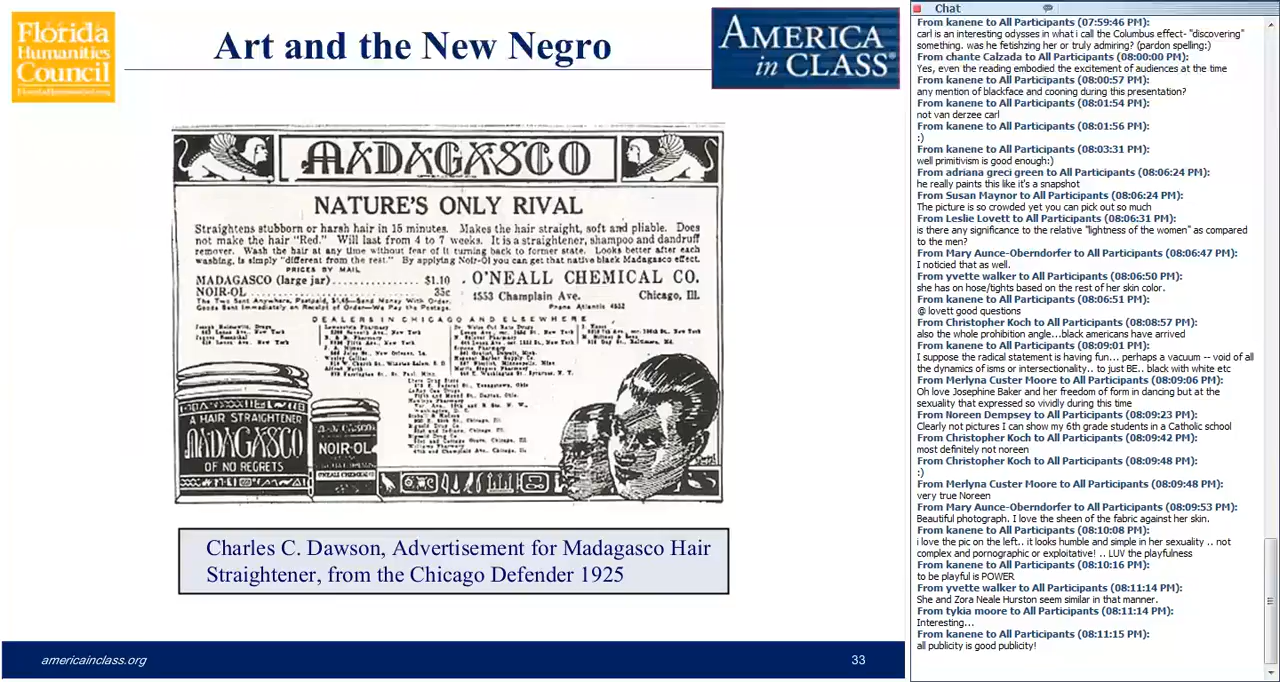 Florida
Humanities
Council
FloridaHumanities.org
Art and the New Negro
AMERICA
in CLASS
MADAGASCO
NATURE'S ONLY RIVAL
Straightens stubborn or harsh hair in 15 minutes. Makes the hair straight, soft and pliable. Does
not make the hair "Red." Will last from 4 to 7 weeks. It is a straightener, shampoo and dandruff
remover. Wash the hair at any time without fear of it turning back to former state. Looks better after each
washing. Is simply "different from the rest." By applying Noir-Ol you can get that native black Madagasco effect.
PRICES BY MAIL
MADAGASCO (large jar) $1.10
NOIR-OL 35c
The Two Sent Anywhere, Postpaid, $1.45—Send Money With Order.
Goods Sent Immediately on Receipt of Order—We Pay the Postage.
O'NEALL CHEMICAL CO.
1553 Champlain Ave. Chicago, Ill.
Phone Atlantic
DEALERS IN CHICAGO AND ELSEWHERE
A HAIR STRAIGHTENER
MADAGASCO
OF NO REGRETS
NOIR-OL
Charles C. Dawson, Advertisement for Madagasco Hair
Straightener, from the Chicago Defender 1925
americainclass.org
33
Chat
From kanene to All Participants (07:59:46 PM):
carl is an interesting odysses in what i call the Columbus effect- "discovering"
something. was he fetishzing her or truly admiring? (pardon spelling:)
From chante Calzada to All Participants (08:00:00 PM):
Yes, even the reading embodied the excitement of audiences at the time
From kanene to All Participants (08:00:57 PM):
any mention of blackface and cooning during this presentation?
From kanene to All Participants (08:01:54 PM):
not van derzee carl
From kanene to All Participants (08:01:56 PM):
:)
From kanene to All Participants (08:03:31 PM):
well primitivism is good enough:)
From adriana greci green to All Participants (08:06:24 PM):
he really paints this like it's a snapshot
From Susan Maynor to All Participants (08:06:24 PM):
The picture is so crowded yet you can pick out so much
From Leslie Lovett to All Participants (08:06:31 PM):
is there any significance to the relative "lightness of the women" as compared
to the men?
From Mary Aunce-Oberndorfer to All Participants (08:06:47 PM):
I noticied that as well.
From yvette walker to All Participants (08:06:50 PM):
she has on hose/tights based on the rest of her skin color.
From kanene to All Participants (08:06:51 PM):
@ lovett good questions
From Christopher Koch to All Participants (08:08:57 PM):
also the whole prohibition angle...black americans have arrived
From kanene to All Participants (08:09:01 PM):
I suppose the radical statement is having fun... perhaps a vacuum -- void of all
the dynamics of isms or intersectionality.. to just BE.. black with white etc
From Merlyna Custer Moore to All Participants (08:09:06 PM):
Oh love Josephine Baker and her freedom of form in dancing but at the
sexuality that expressed so vividly during this time
From Noreen Dempsey to All Participants (08:09:23 PM):
Clearly not pictures I can show my 6th grade students in a Catholic school
From Christopher Koch to All Participants (08:09:42 PM):
most definitely not noreen
From Christopher Koch to All Participants (08:09:48 PM):
:)
From Merlyna Custer Moore to All Participants (08:09:48 PM):
very true Noreen
From Mary Aunce-Oberndorfer to All Participants (08:09:53 PM):
Beautiful photograph. I love the sheen of the fabric against her skin.
From kanene to All Participants (08:10:08 PM):
i love the pic on the left.. it looks humble and simple in her sexuality .. not
complex and pornographic or exploitative! .. LUV the playfulness
From kanene to All Participants (08:10:16 PM):
to be playful is POWER
From yvette walker to All Participants (08:11:14 PM):
She and Zora Neale Hurston seem similar in that manner.
From tykia moore to All Participants (08:11:14 PM):
Interesting...
From kanene to All Participants (08:11:15 PM):
all publicity is good publicity!